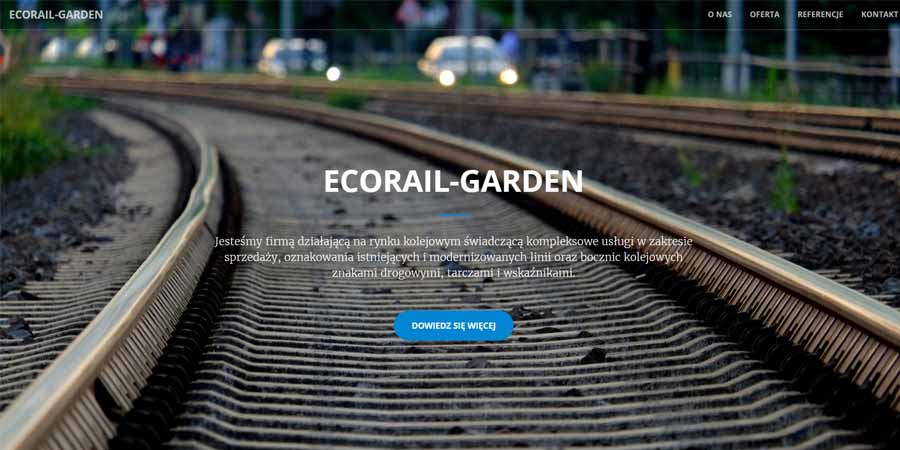 ECORAIL-GARDEN
O NAS OFERTA REFERENCJE KONTAKT
ECORAIL-GARDEN
Jesteśmy firmą działającą na rynku kolejowym świadczącą kompleksowe usługi w zakresie
sprzedaży, oznakowania istniejących i modernizowanych linii oraz bocznic kolejowych
znakami drogowymi, tarczami i wskaźnikami.
DOWIEDZ SIĘ WIĘCEJ